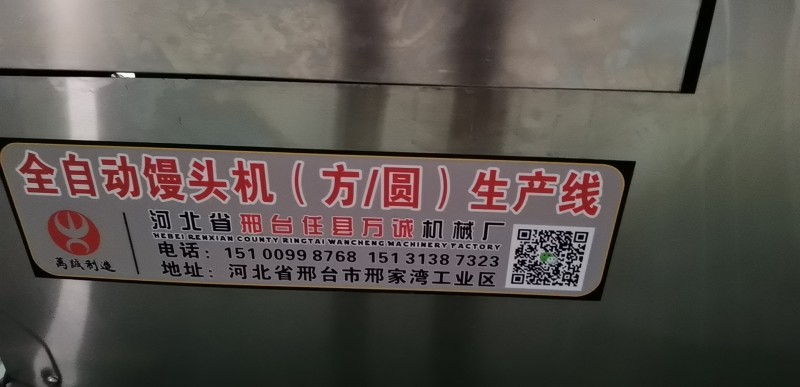 全自动馒头机（方/圆）生产线
河北省邢台任县万诚机械厂
HEBEI RENXIAN COUNTY RINGTAI WANCHENG MACHINERY FACTORY
电话：151 0099 8768 151 3138 7323
地址：河北省邢台市邢家湾工业区